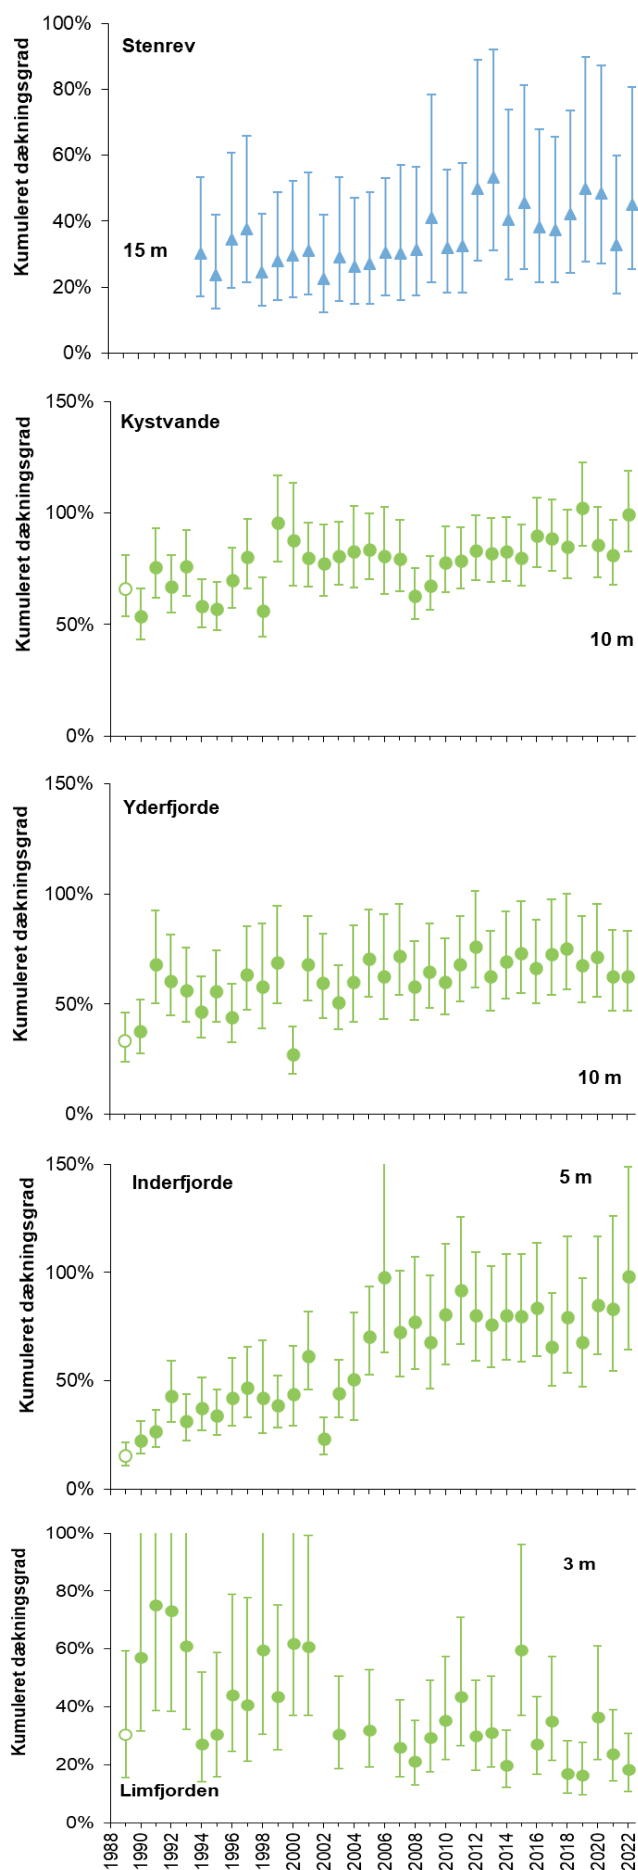 Kumuleret dækningsgrad
100%
Stenrev
80%
60%
40%
15 m
20%
0%
Kumuleret dækningsgrad
150%
Kystvande
100%
50%
10 m
0%
Kumuleret dækningsgrad
150%
Yderfjorde
100%
50%
10 m
0%
Kumuleret dækningsgrad
150%
Inderfjorde
5 m
100%
50%
0%
Kumuleret dækningsgrad
100%
3 m
80%
60%
40%
20%
Limfjorden
0%
1988
1990
1992
1994
1996
1998
2000
2002
2004
2006
2008
2010
2012
2014
2016
2018
2020
2022